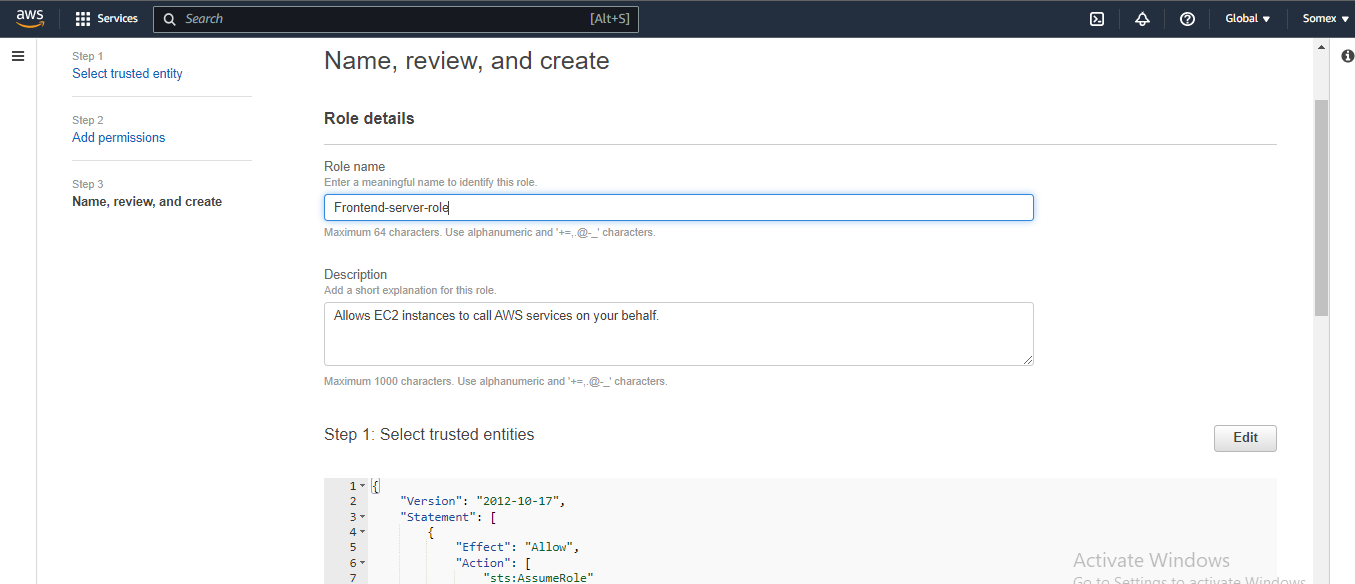 aws
Services
Search
[Alt+S]
Global
Somex
Step 1
Select trusted entity
Step 2
Add permissions
Step 3
Name, review, and create
Name, review, and create
Role details
Role name
Enter a meaningful name to identify this role.
Frontend-server-role
Maximum 64 characters. Use alphanumeric and '+=,.@-_' characters.
Description
Add a short explanation for this role.
Allows EC2 instances to call AWS services on your behalf.
Maximum 1000 characters. Use alphanumeric and '+=,.@-_' characters.
Step 1: Select trusted entities
Edit
1 {
2 "Version": "2012-10-17",
3 "Statement": [
4 {
5 "Effect": "Allow",
6 "Action": [
7 "sts:AssumeRole"
Activate Windows
Go to Settings to activate Windows.